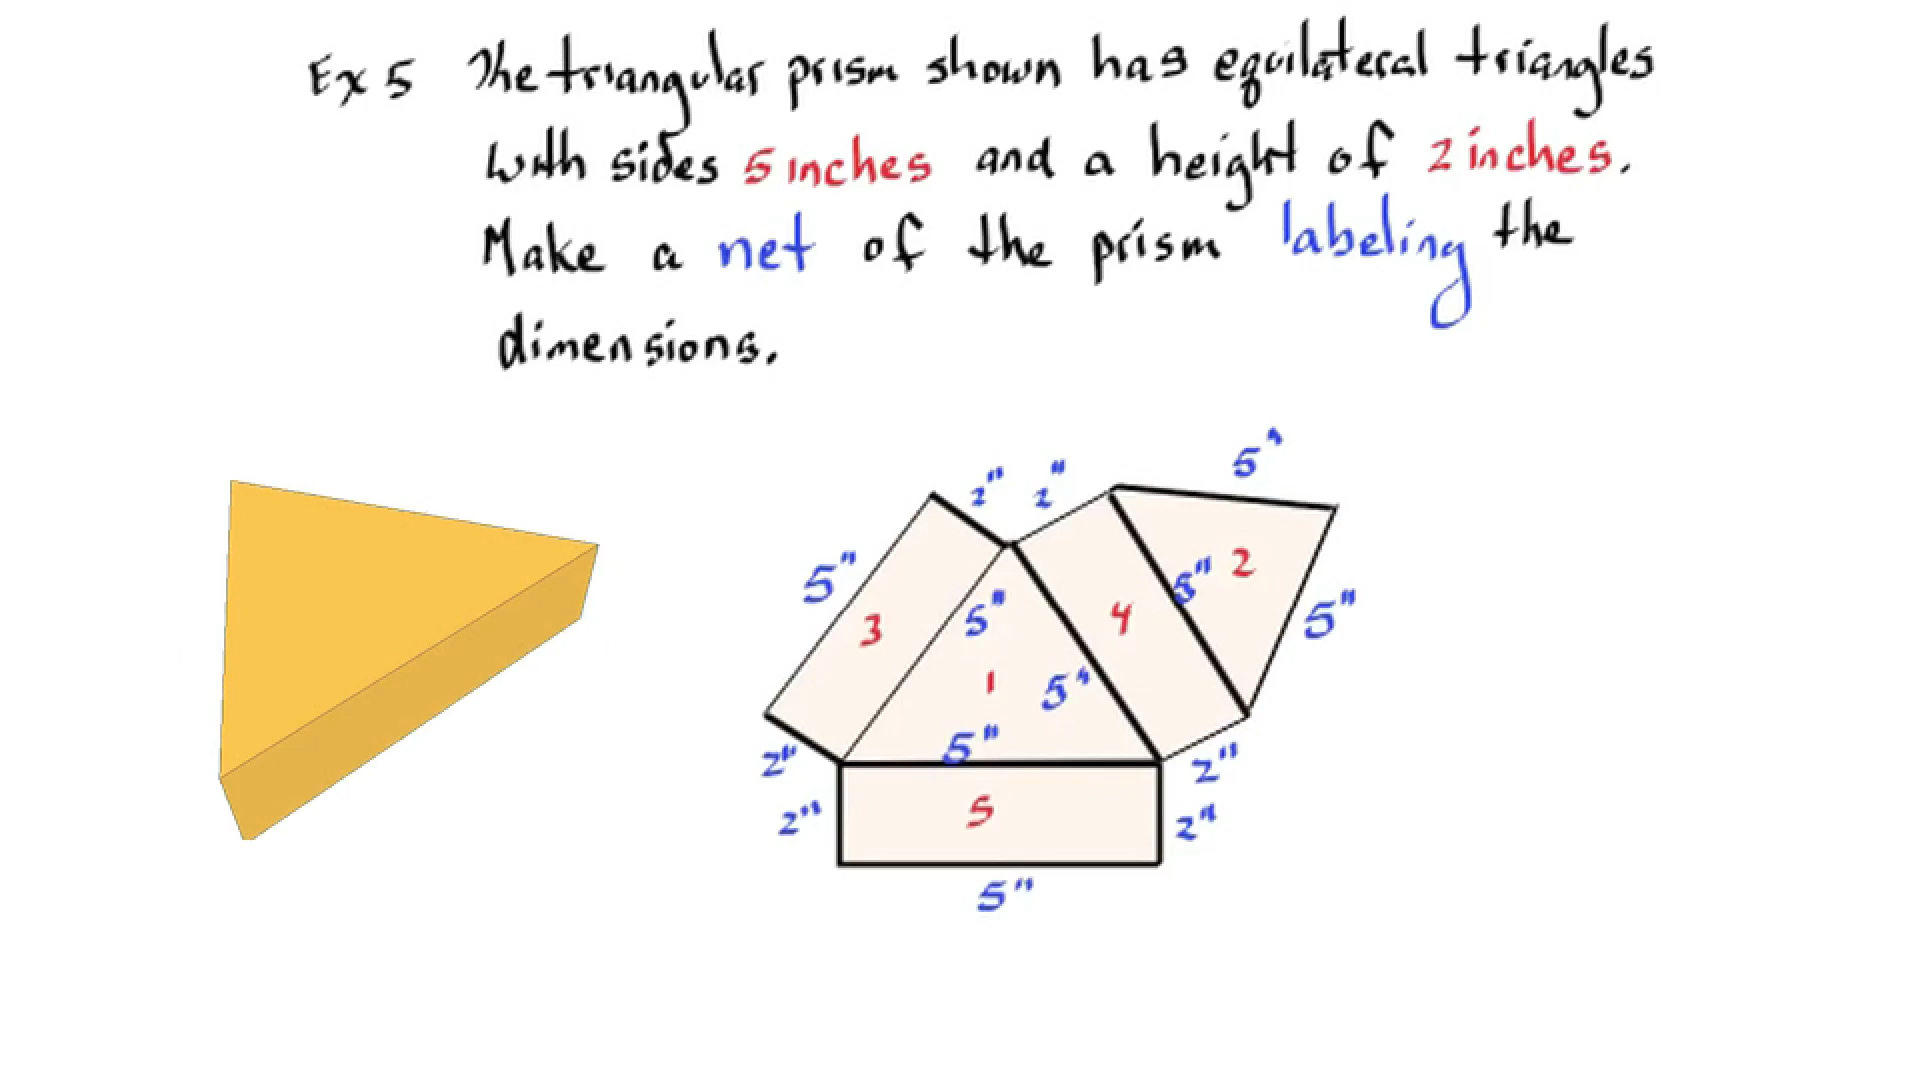 Ex 5 The triangular prism shown has equilateral triangles
with sides 5 inches and a height of 2 inches.
Make a net of the prism labeling the
dimensions.
5"
2" 2"
5" 5" 2
5" 3 4 5"
1 5"
5"
2" 2"
2" 5 2"
5"